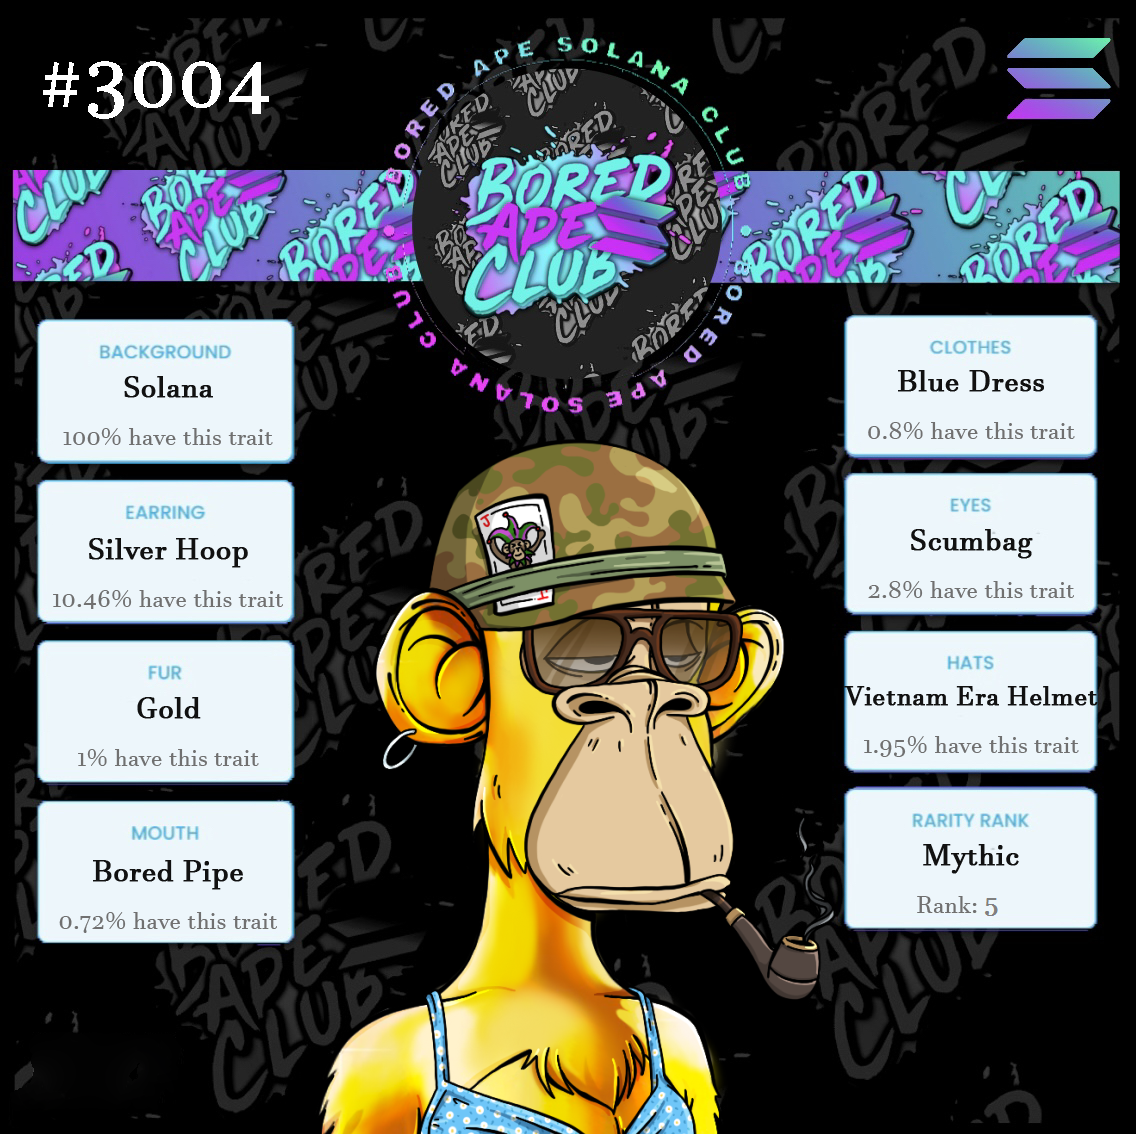 #3004
BORED APE SOLANA CLUB
BORED APE SOLANA CLUB
BORED
APE
CLUB
BACKGROUND
Solana
100% have this trait
EARRING
Silver Hoop
10.46% have this trait
FUR
Gold
1% have this trait
MOUTH
Bored Pipe
0.72% have this trait
CLOTHES
Blue Dress
0.8% have this trait
EYES
Scumbag
2.8% have this trait
HATS
Vietnam Era Helmet
1.95% have this trait
RARITY RANK
Mythic
Rank: 5
J
J